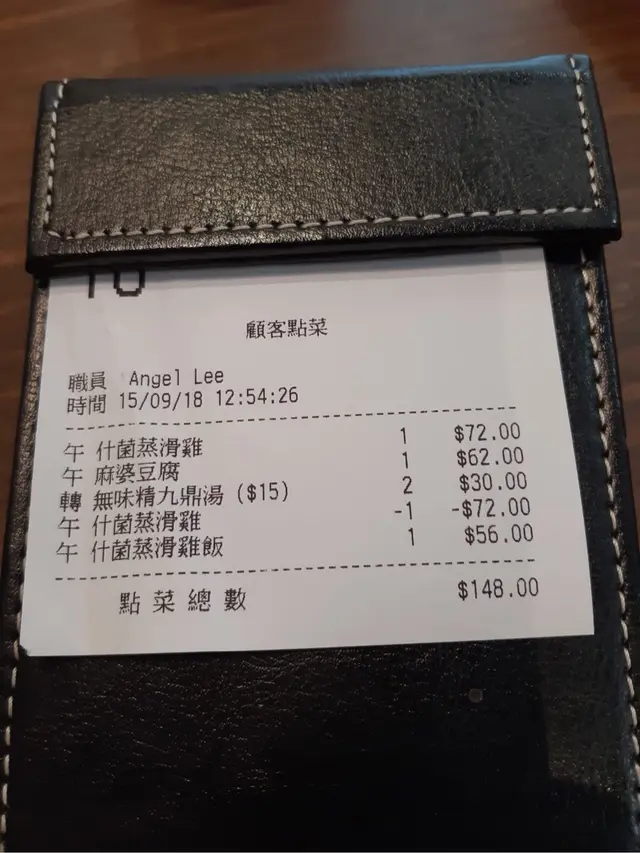 顧客點菜
職員 Angel Lee
時間 15/09/18 12:54:26
午 什菌蒸滑雞 1 $72.00
午 麻婆豆腐 1 $62.00
轉 無味精九鼎湯 ($15) 2 $30.00
午 什菌蒸滑雞 -1 -$72.00
午 什菌蒸滑雞飯 1 $56.00
點菜總數 $148.00